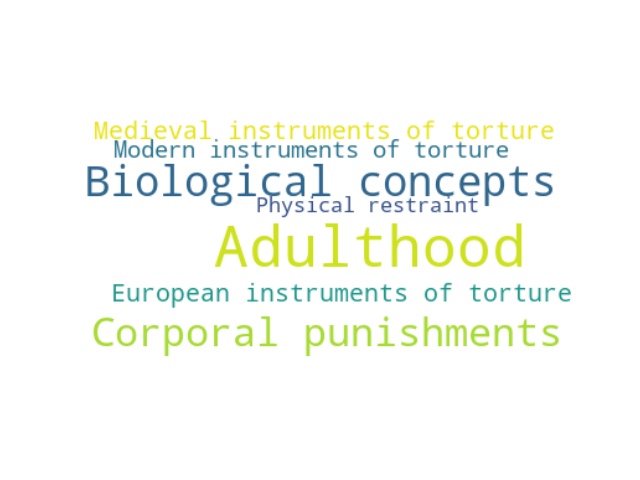 Medieval instruments of torture
Modern instruments of torture
Biological concepts
Physical restraint
Adulthood
European instruments of torture
Corporal punishments